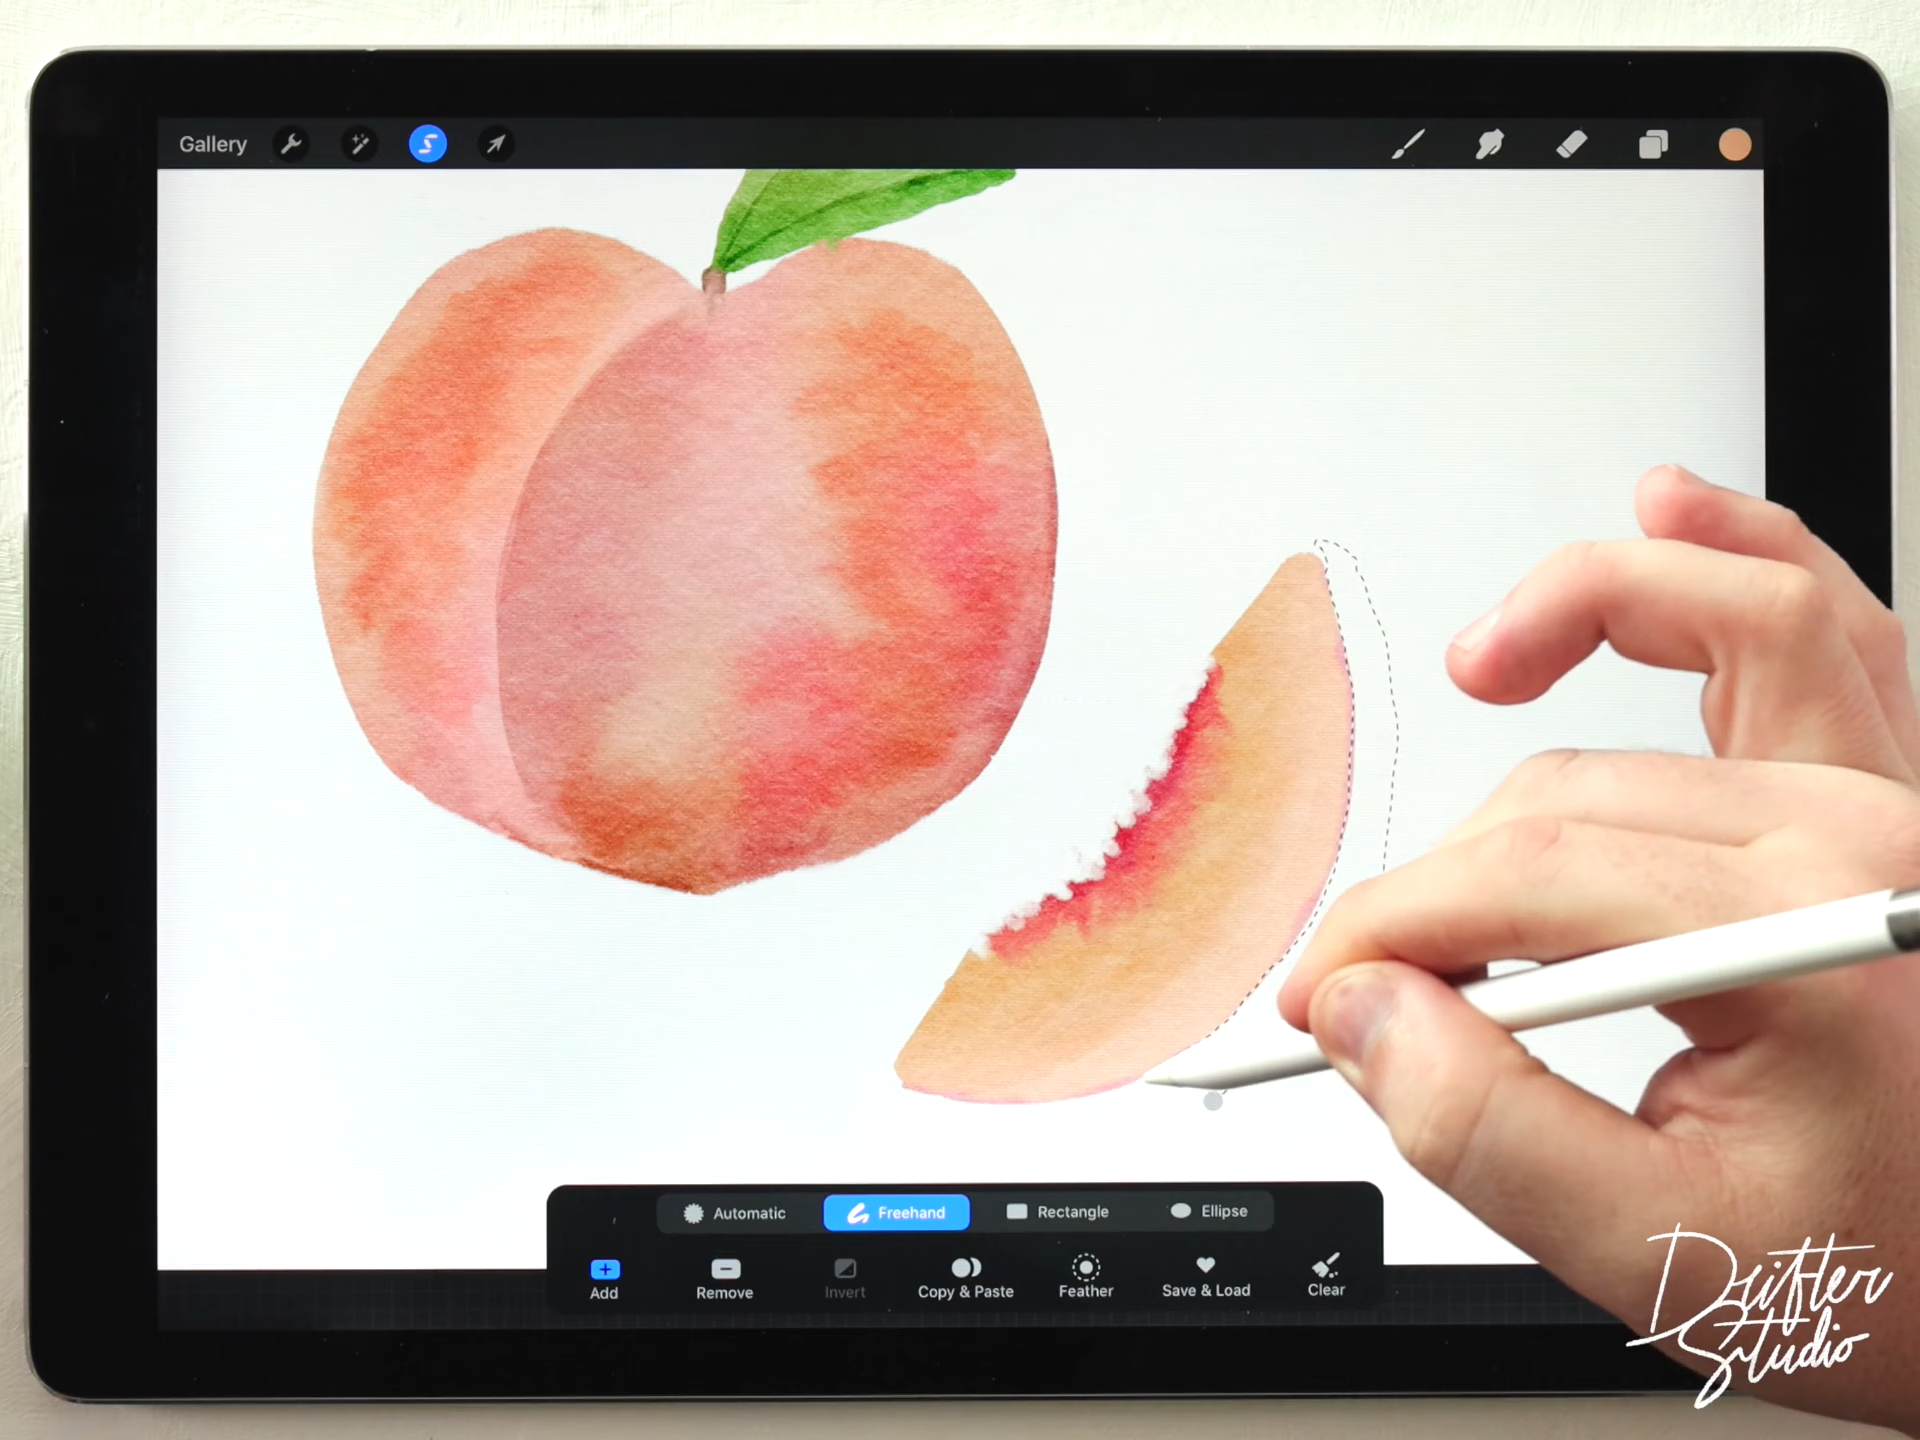 Gallery
Automatic Freehand Rectangle Ellipse
Add Remove Invert Copy & Paste Feather Save & Load Clear
Drifter
Studio